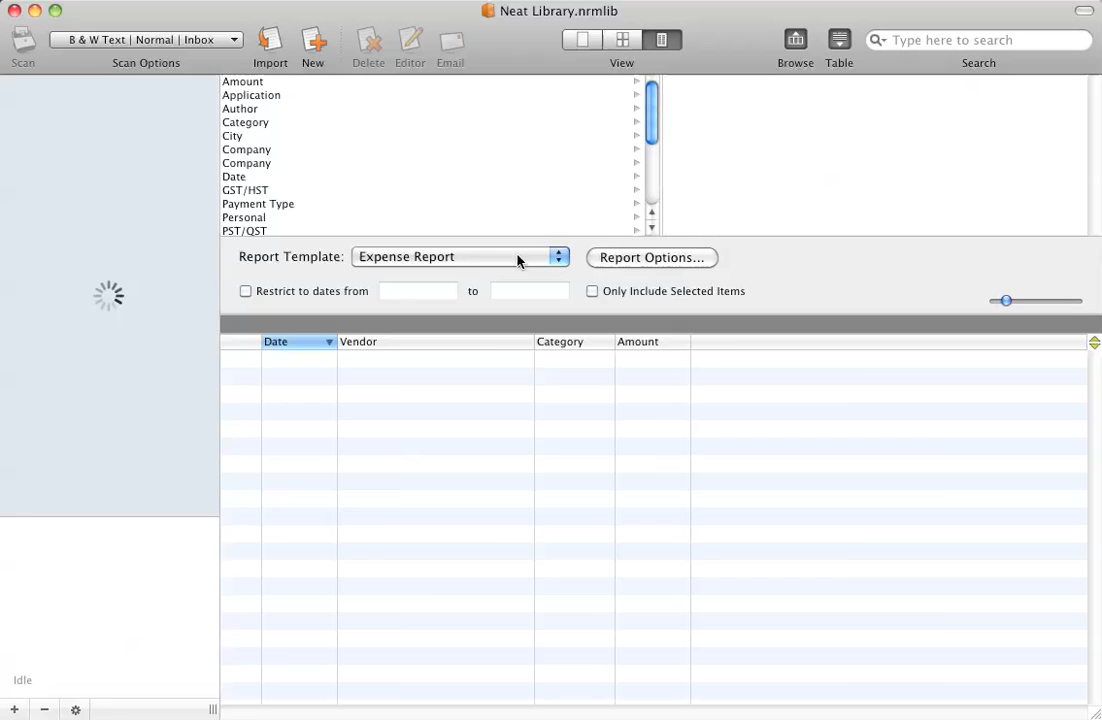 Neat Library.nrmlib
B & W Text | Normal | Inbox
Type here to search
Scan
Scan Options
Import
New
Delete
Editor
Email
View
Browse
Table
Search
Amount
Application
Author
Category
City
Company
Company
Date
GST/HST
Payment Type
Personal
PST/QST
Report Template:
Expense Report
Report Options...
Restrict to dates from
to
Only Include Selected Items
Date
Vendor
Category
Amount
Idle